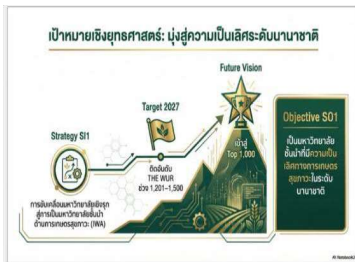 เป้าหมายเชิงยุทธศาสตร์: มุ่งสู่ความเป็นเลิศระดับนานาชาติ
Future Vision
Target 2027
Strategy SI1
เข้าสู่
Top 1,000
ติดอันดับ
THE WUR
ช่วง 1,201–1,500
การขับเคลื่อนมหาวิทยาลัยเชิงรุก
สู่การเป็นมหาวิทยาลัยชั้นนำ
ด้านการเกษตรสุขภาวะ (IWA)
Objective SO1
เป็นมหาวิทยาลัย
ชั้นนำที่มีความเป็น
เลิศทางการเกษตร
สุขภาวะในระดับ
นานาชาติ